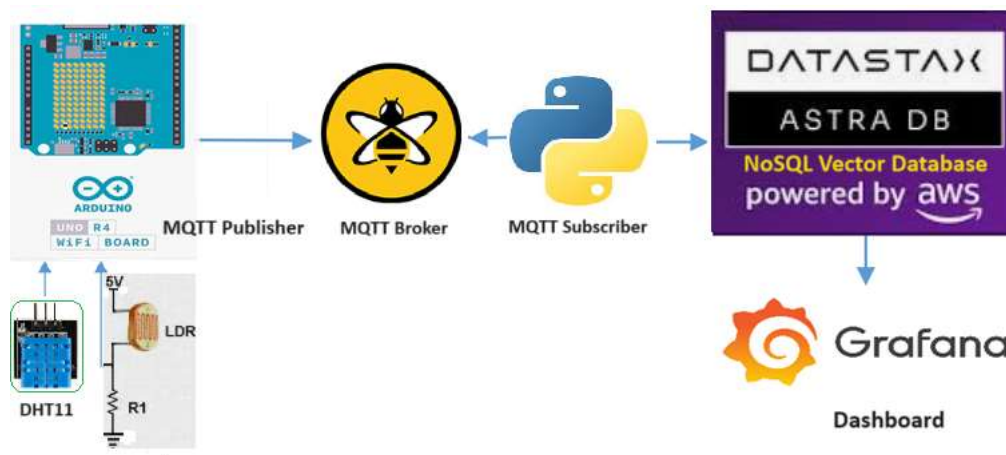 ARDUINO
UNO R4
WiFi BOARD
MQTT Publisher
MQTT Broker
MQTT Subscriber
DATASTAX
ASTRA DB
NoSQL Vector Database
powered by aws
5V
LDR
R1
DHT11
Grafana
Dashboard